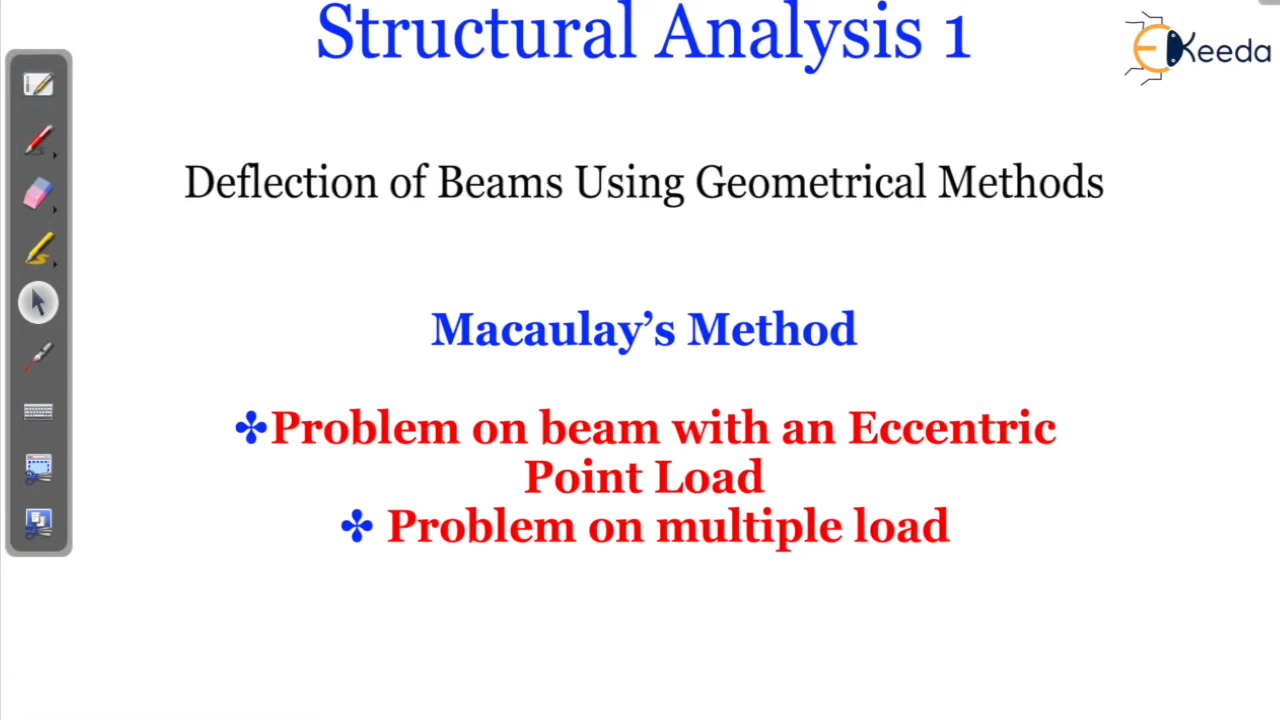 Structural Analysis 1
EKeeda
Deflection of Beams Using Geometrical Methods
Macaulay’s Method
✤Problem on beam with an Eccentric
Point Load
✤ Problem on multiple load